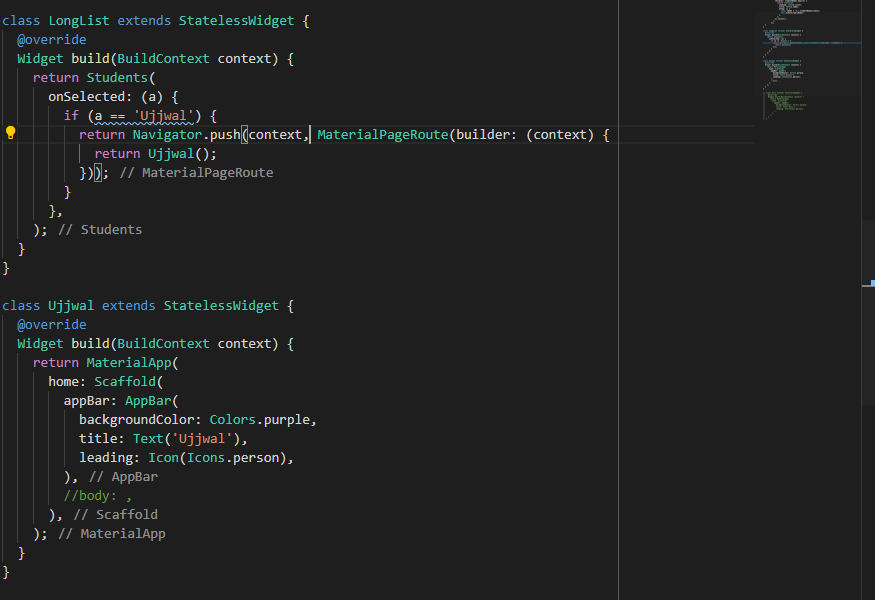 class LongList extends StatelessWidget {
  @override
  Widget build(BuildContext context) {
    return Students(
      onSelected: (a) {
        if (a == 'Ujjwal') {
          return Navigator.push(context, MaterialPageRoute(builder: (context) {
            return Ujjwal();
          })); // MaterialPageRoute
        }
      },
    ); // Students
  }
}

class Ujjwal extends StatelessWidget {
  @override
  Widget build(BuildContext context) {
    return MaterialApp(
      home: Scaffold(
        appBar: AppBar(
          backgroundColor: Colors.purple,
          title: Text('Ujjwal'),
          leading: Icon(Icons.person),
        ), // AppBar
        //body: ,
      ), // Scaffold
    ); // MaterialApp
  }
}